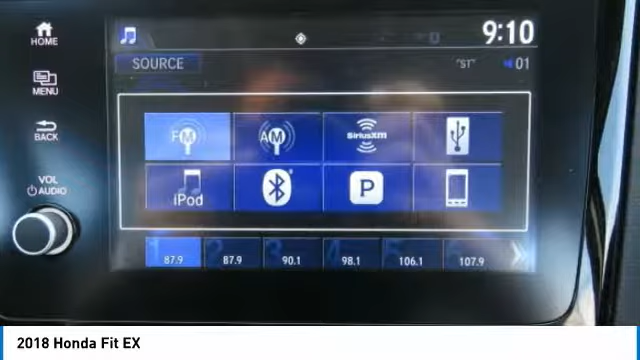 HOME
9:10
SOURCE
"ST"
01
MENU
FM
AM
SiriusXM
BACK
VOL
AUDIO
iPod
P
1 2 3 4 5 6
87.9 87.9 90.1 98.1 106.1 107.9
2018 Honda Fit EX